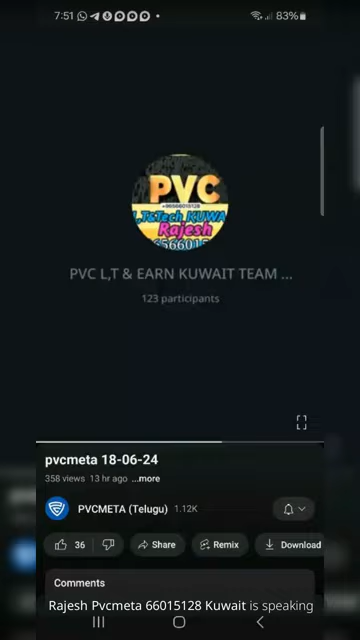 7:51
83%
PVC
+96566015128
L,T&Tech KUWA
Rajesh
PVC L,T & EARN KUWAIT TEAM ...
123 participants
pvcmeta 18-06-24
358 views 13 hr ago ...more
PVCMETA (Telugu) 1.12K
36 Share Remix Download
Comments
Rajesh Pvcmeta 66015128 Kuwait is speaking